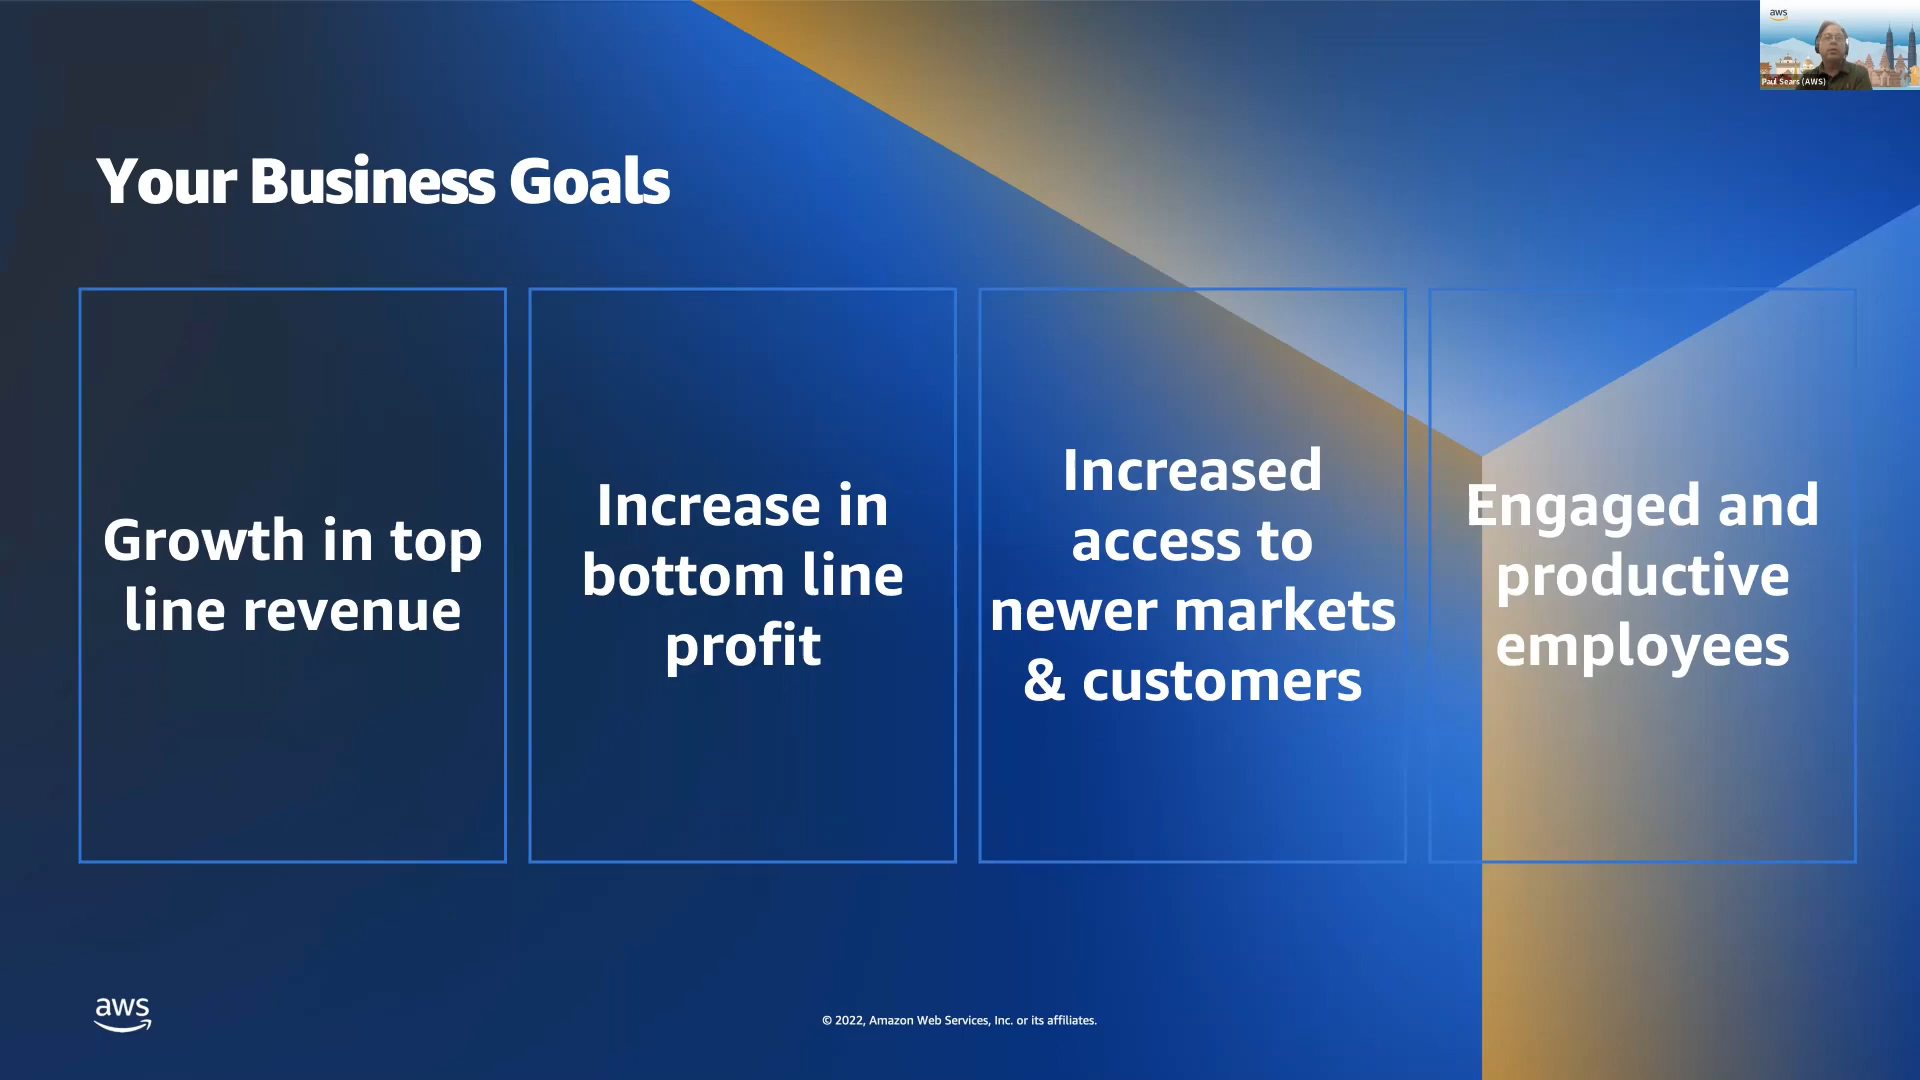 aws
Paul Sears (AWS)
Your Business Goals
Growth in top
line revenue
Increase in
bottom line
profit
Increased
access to
newer markets
& customers
Engaged and
productive
employees
aws
© 2022, Amazon Web Services, Inc. or its affiliates.